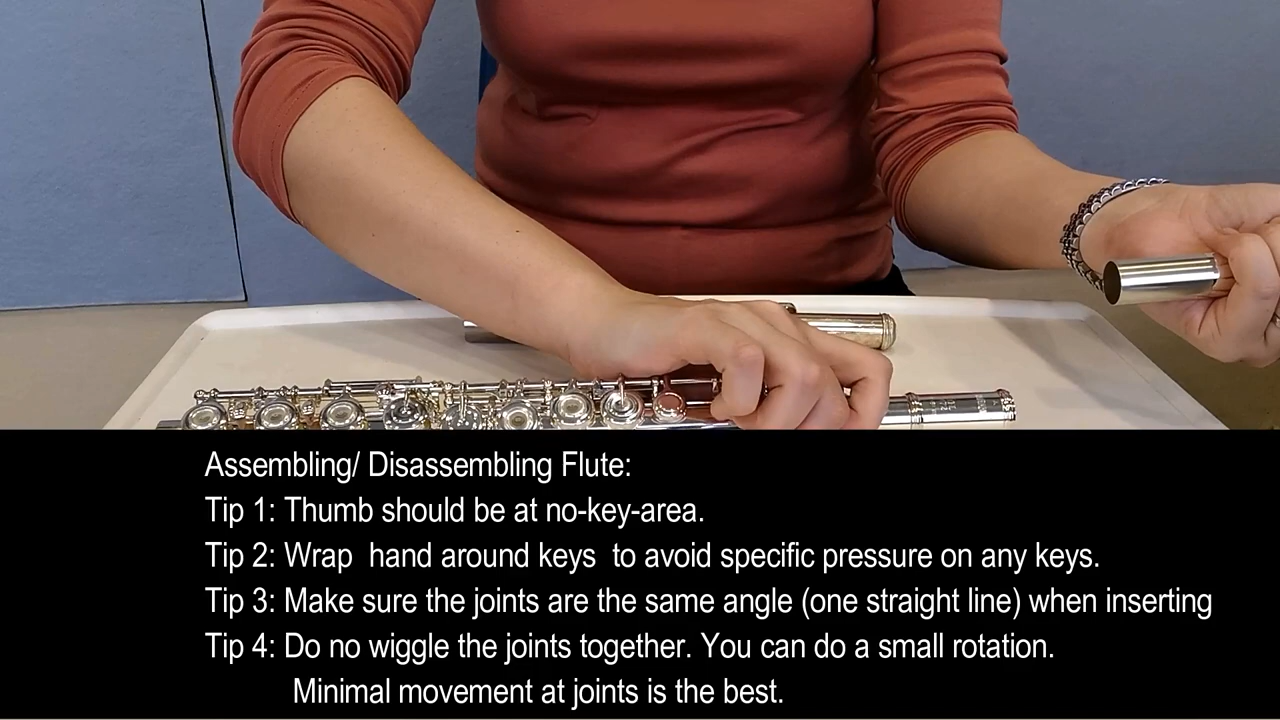 Assembling/ Disassembling Flute:
Tip 1: Thumb should be at no-key-area.
Tip 2: Wrap  hand around keys  to avoid specific pressure on any keys.
Tip 3: Make sure the joints are the same angle (one straight line) when inserting
Tip 4: Do no wiggle the joints together. You can do a small rotation.
Minimal movement at joints is the best.